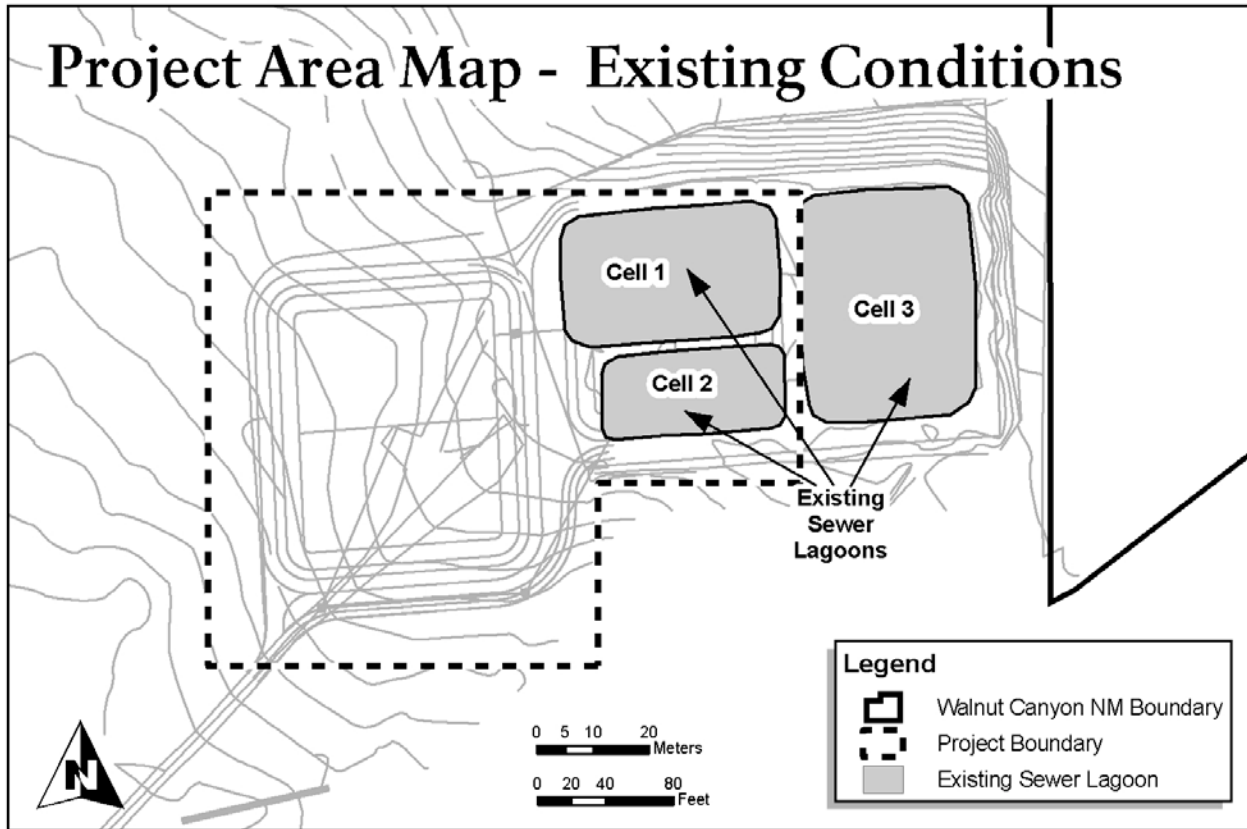 Project Area Map - Existing Conditions
Cell 1
Cell 2
Cell 3
Existing
Sewer
Lagoons
N
0 5 10 20
Meters
0 20 40 80
Feet
Legend
Walnut Canyon NM Boundary
Project Boundary
Existing Sewer Lagoon